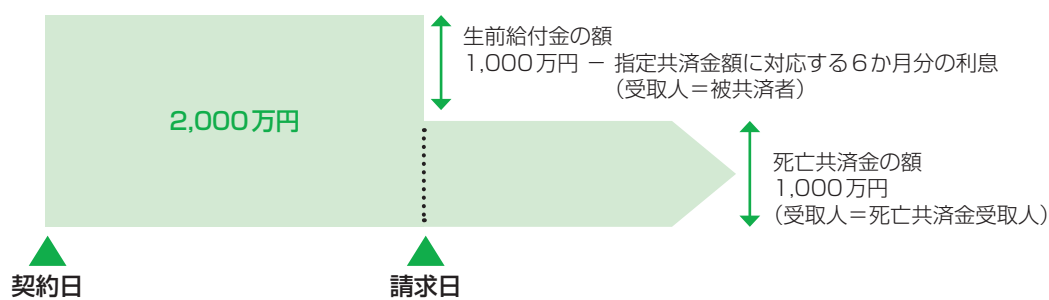 生前給付金の額
1,000万円 － 指定共済金額に対応する6か月分の利息
（受取人＝被共済者）
2,000万円
死亡共済金の額
1,000万円
（受取人＝死亡共済金受取人）
契約日
請求日